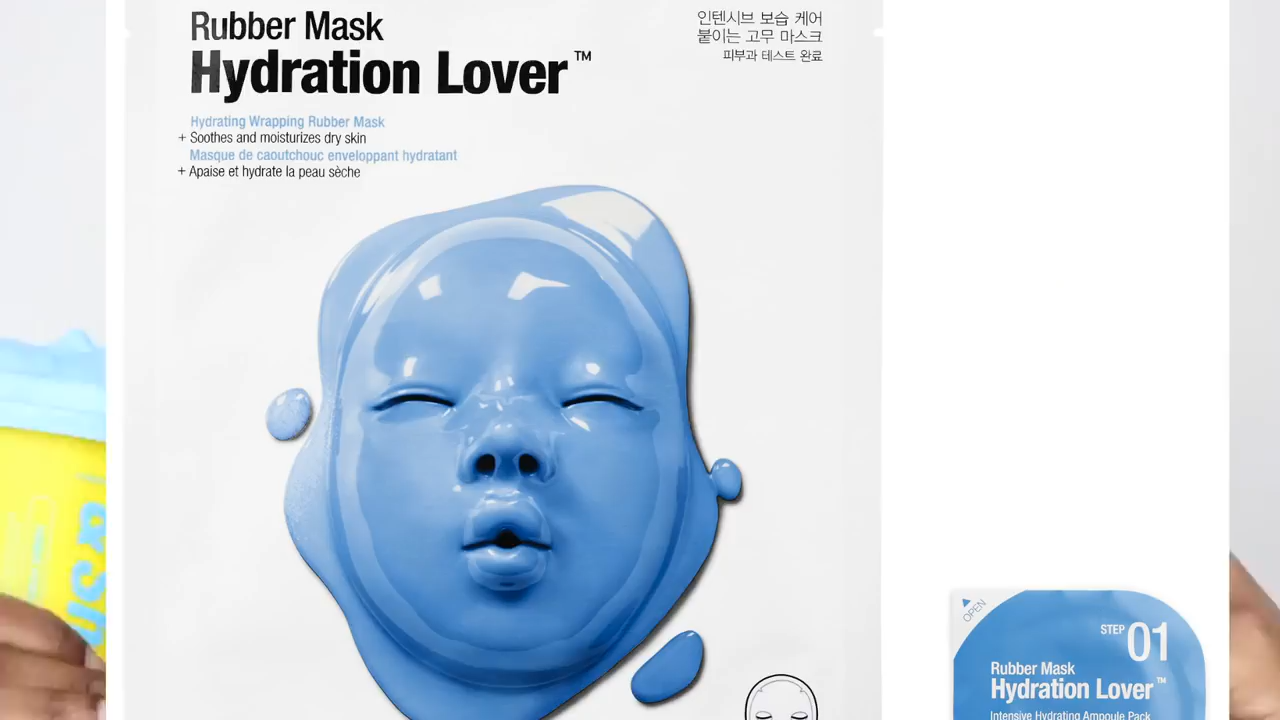 Rubber Mask
Hydration Lover™
Hydrating Wrapping Rubber Mask
+ Soothes and moisturizes dry skin
Masque de caoutchouc enveloppant hydratant
+ Apaise et hydrate la peau sèche
인텐시브 보습 케어
붙이는 고무 마스크
피부과 테스트 완료
OPEN
STEP 01
Rubber Mask
Hydration Lover™
Intensive Hydrating Ampoule Pack